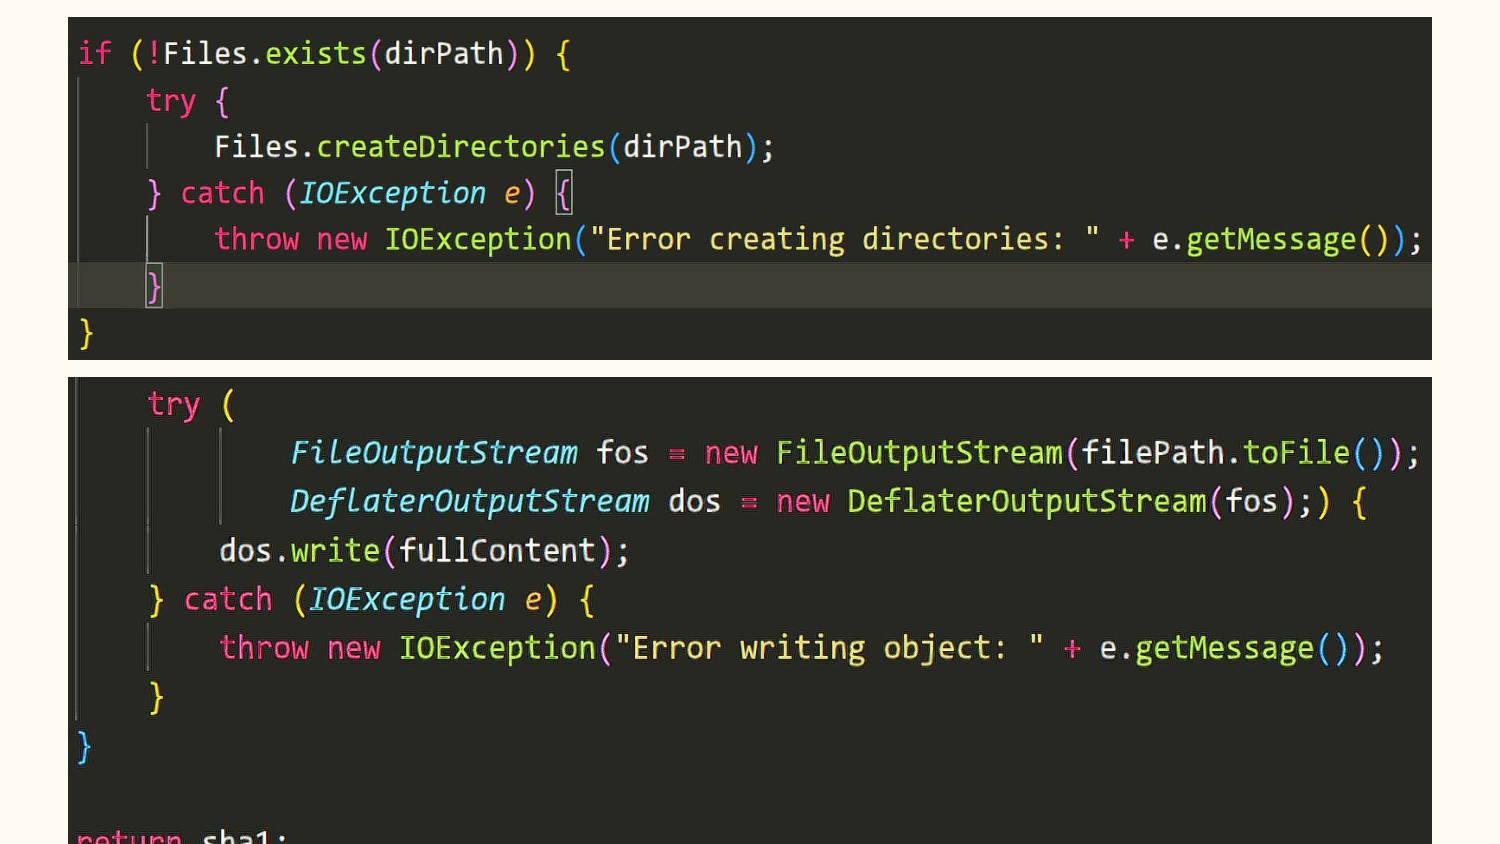 if (!Files.exists(dirPath)) {
try {
Files.createDirectories(dirPath);
} catch (IOException e) {
throw new IOException("Error creating directories: " + e.getMessage());
}
}
try (
FileOutputStream fos = new FileOutputStream(filePath.toFile());
DeflaterOutputStream dos = new DeflaterOutputStream(fos);) {
dos.write(fullContent);
} catch (IOException e) {
throw new IOException("Error writing object: " + e.getMessage());
}
}
return sha1;